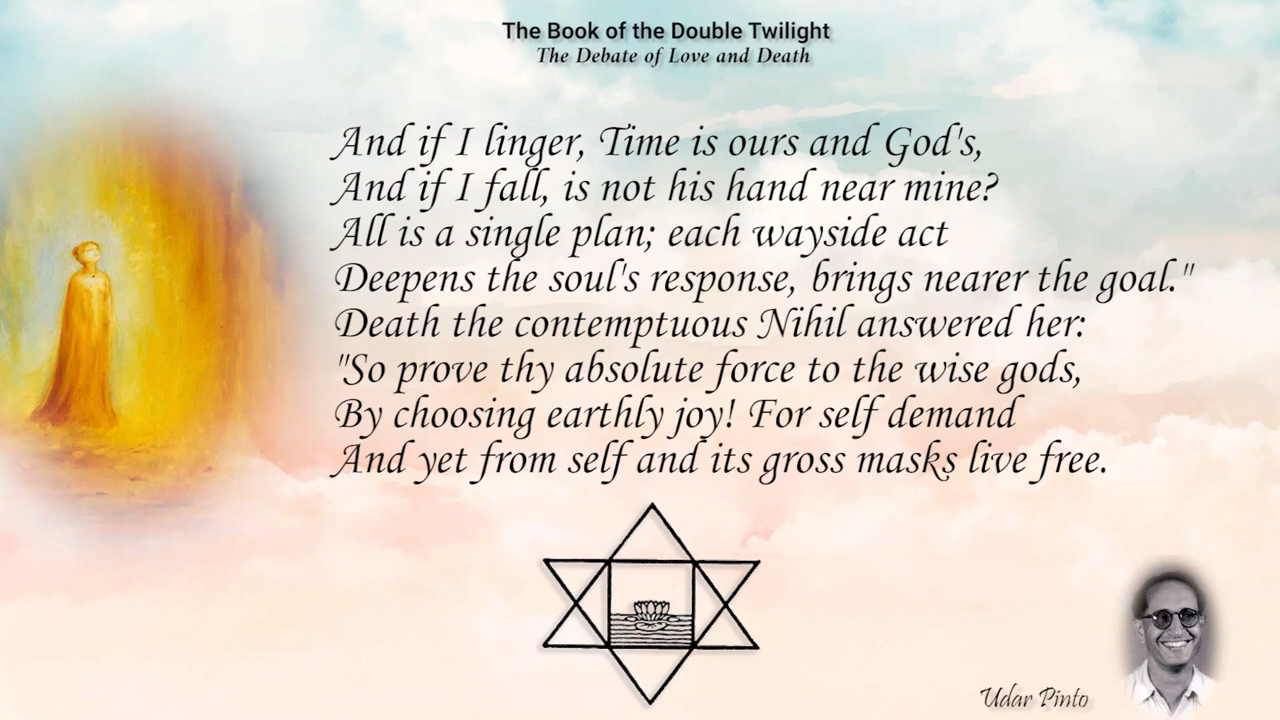 The Book of the Double Twilight
The Debate of Love and Death
And if I linger, Time is ours and God's,
And if I fall, is not his hand near mine?
All is a single plan; each wayside act
Deepens the soul's response, brings nearer the goal."
Death the contemptuous Nihil answered her:
"So prove thy absolute force to the wise gods,
By choosing earthly joy! For self demand
And yet from self and its gross masks live free.
Udar Pinto